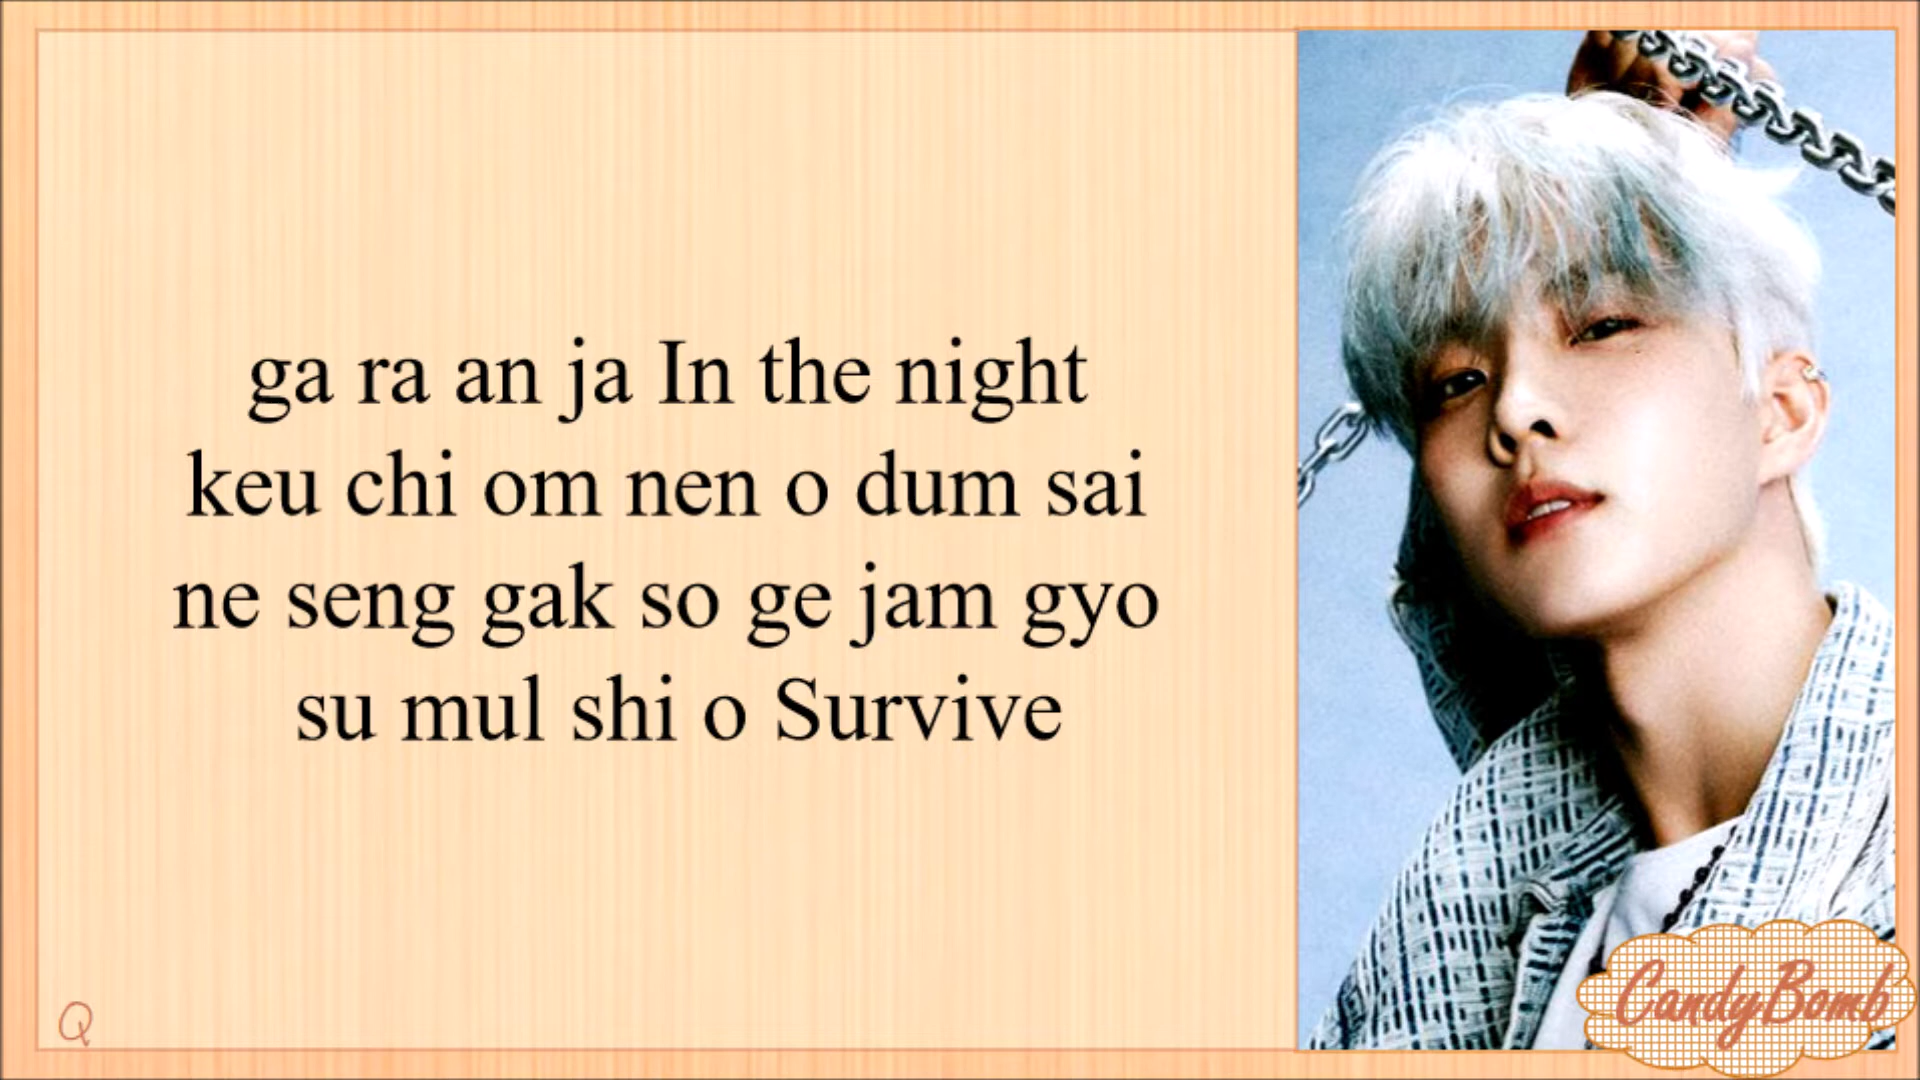 ga ra an ja In the night
keu chi om nen o dum sai
ne seng gak so ge jam gyo
su mul shi o Survive
Q
CandyBomb